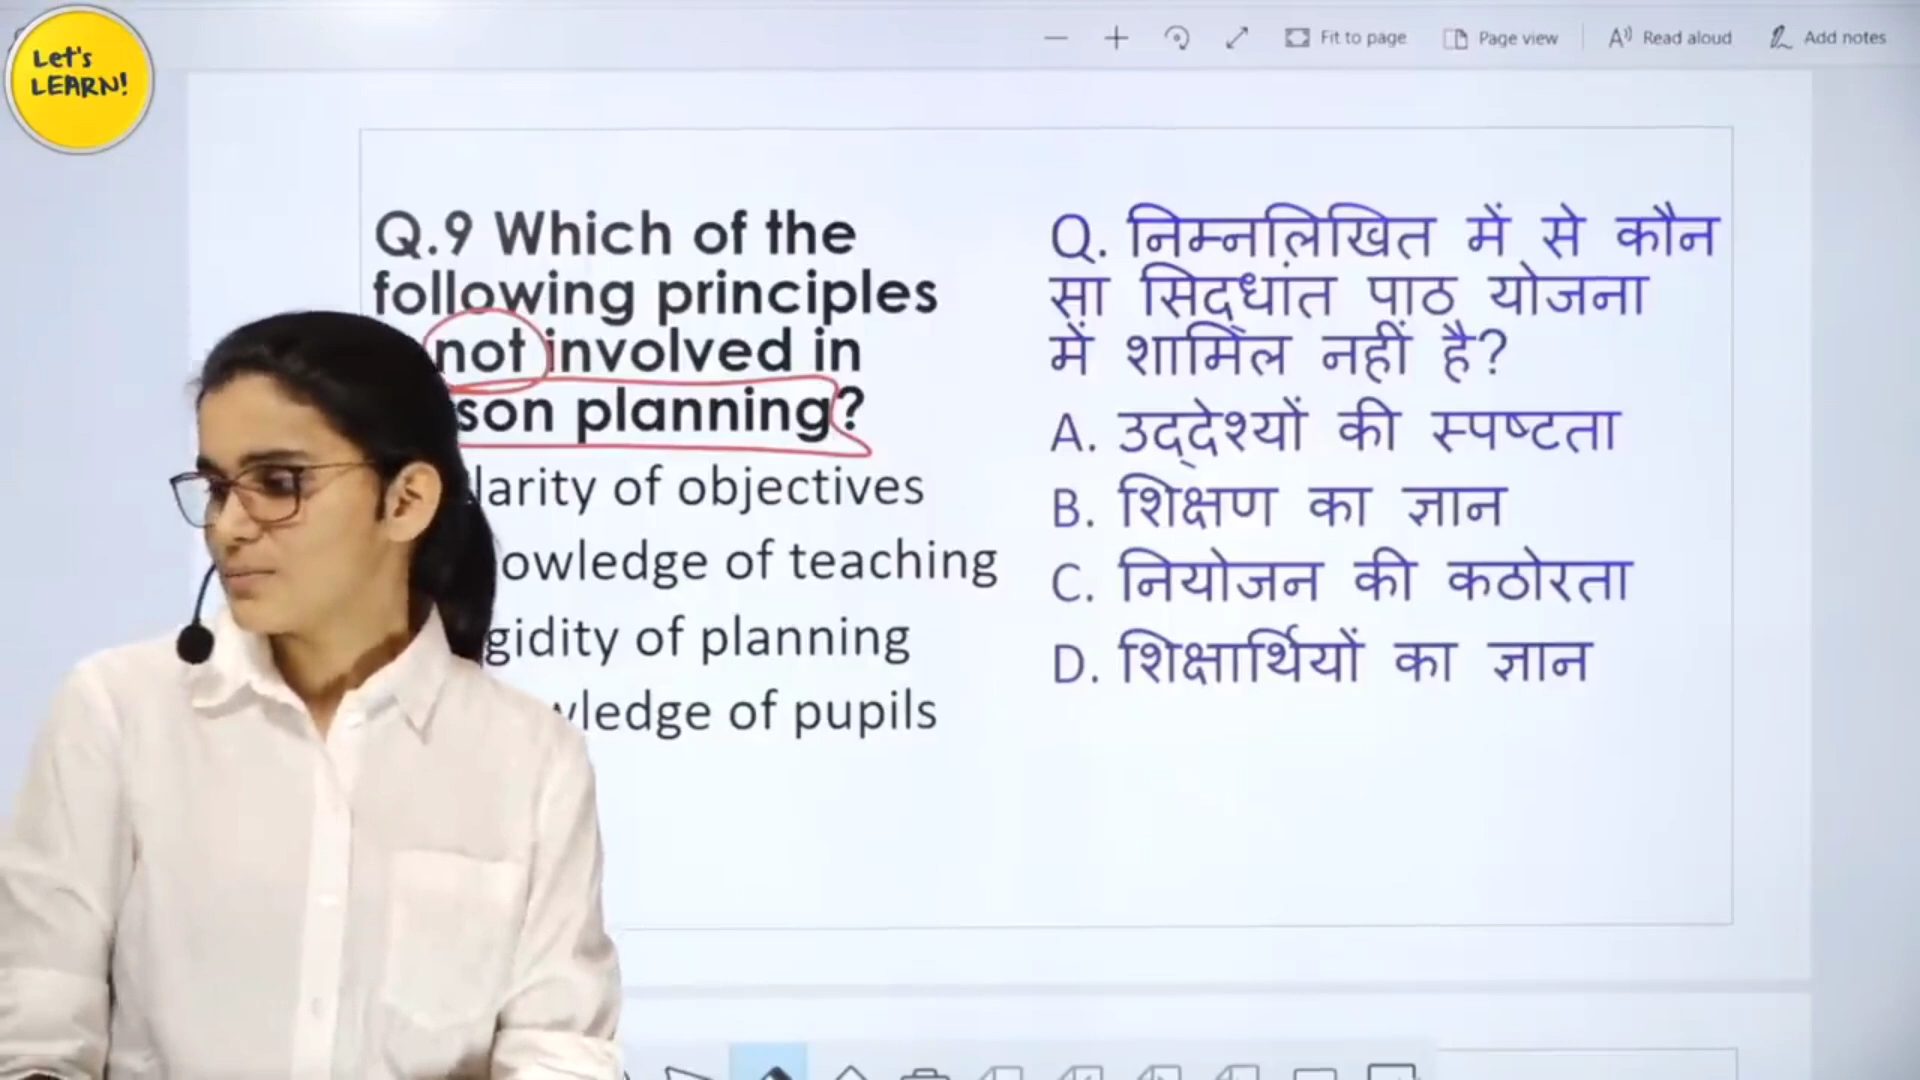 Let's
LEARN!
Fit to page
Page view
Read aloud
Add notes
Q.9 Which of the
following principles
not involved in
son planning?
larity of objectives
owledge of teaching
gidity of planning
ledge of pupils
Q. निम्नलिखित में से कौन
सा सिद्धांत पाठ योजना
में शामिल नहीं है?
A. उद्देश्यों की स्पष्टता
B. शिक्षण का ज्ञान
C. नियोजन की कठोरता
D. शिक्षार्थियों का ज्ञान